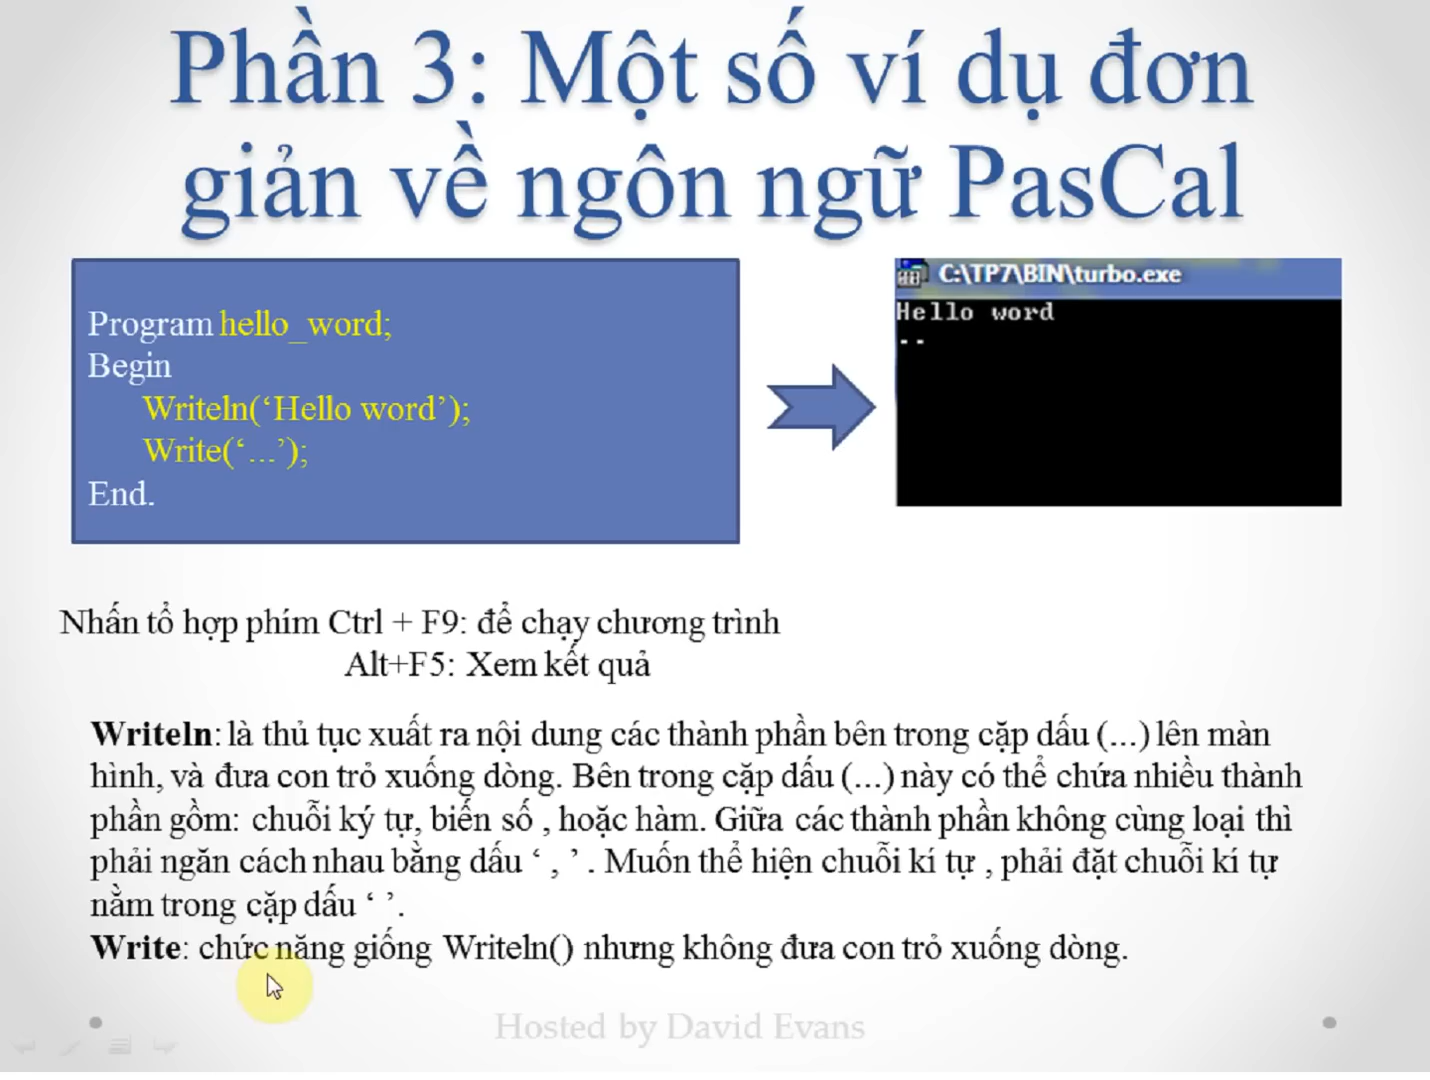 Phần 3: Một số ví dụ đơn
giản về ngôn ngữ PasCal
Program hello_word;
Begin
Writeln(‘Hello word’);
Write(‘...’);
End.
C:\TP7\BIN\turbo.exe
Hello word
--
Nhấn tổ hợp phím Ctrl + F9: để chạy chương trình
Alt+F5: Xem kết quả
Writeln: là thủ tục xuất ra nội dung các thành phần bên trong cặp dấu (...) lên màn
hình, và đưa con trỏ xuống dòng. Bên trong cặp dấu (...) này có thể chứa nhiều thành
phần gồm: chuỗi ký tự, biến số , hoặc hàm. Giữa các thành phần không cùng loại thì
phải ngăn cách nhau bằng dấu ‘ , ’ . Muốn thể hiện chuỗi kí tự , phải đặt chuỗi kí tự
nằm trong cặp dấu ‘ ’.
Write: chức năng giống Writeln() nhưng không đưa con trỏ xuống dòng.
Hosted by David Evans